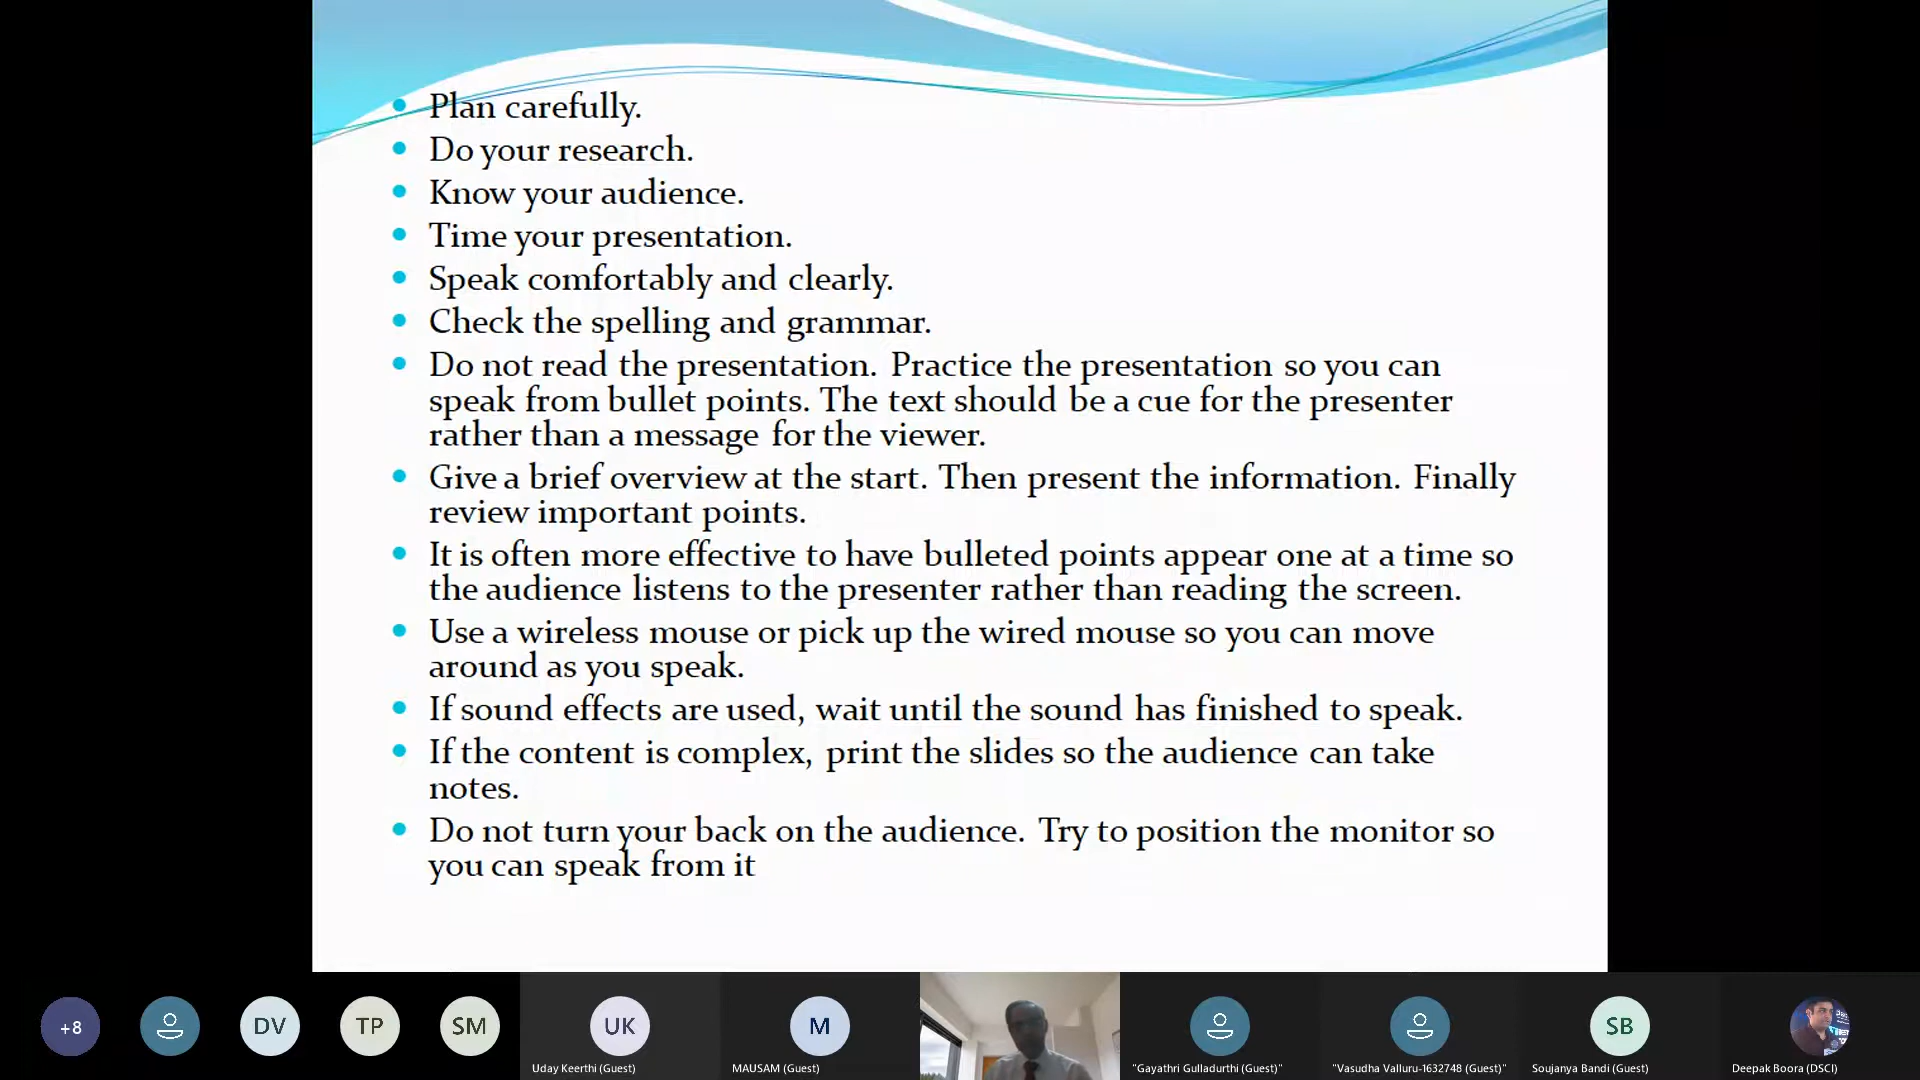 Plan carefully.
Do your research.
Know your audience.
Time your presentation.
Speak comfortably and clearly.
Check the spelling and grammar.
Do not read the presentation. Practice the presentation so you can
speak from bullet points. The text should be a cue for the presenter
rather than a message for the viewer.
Give a brief overview at the start. Then present the information. Finally
review important points.
It is often more effective to have bulleted points appear one at a time so
the audience listens to the presenter rather than reading the screen.
Use a wireless mouse or pick up the wired mouse so you can move
around as you speak.
If sound effects are used, wait until the sound has finished to speak.
If the content is complex, print the slides so the audience can take
notes.
Do not turn your back on the audience. Try to position the monitor so
you can speak from it
+8
DV
TP
SM
UK
M
SB
Uday Keerthi (Guest)
MAUSAM (Guest)
"Gayathri Gulladurthi (Guest)"
"Vasudha Valluru-1632748 (Guest)"
Soujanya Bandi (Guest)
Deepak Boora (DSCI)